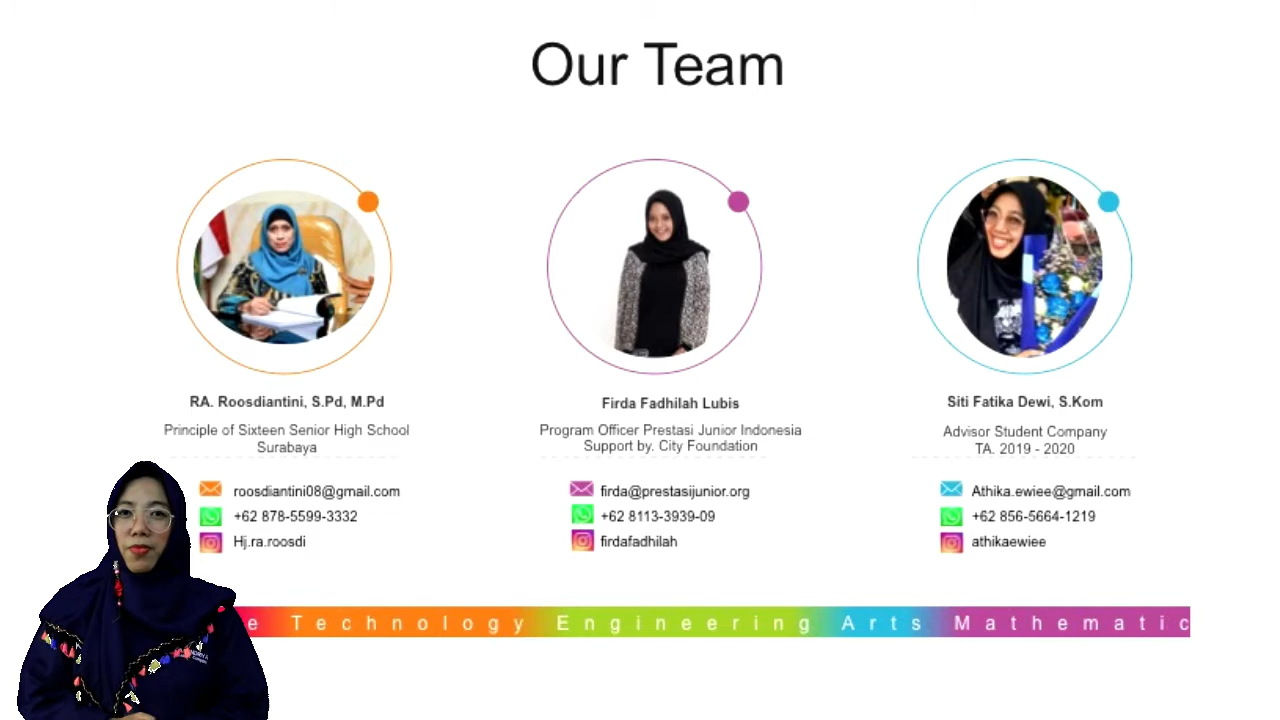 Our Team
RA. Roosdiantini, S.Pd, M.Pd
Principle of Sixteen Senior High School
Surabaya
roosdiantini08@gmail.com
+62 878-5599-3332
Hj.ra.roosdi
Firda Fadhilah Lubis
Program Officer Prestasi Junior Indonesia
Support by. City Foundation
firda@prestasijunior.org
+62 8113-3939-09
firdafadhilah
Siti Fatika Dewi, S.Kom
Advisor Student Company
TA. 2019 - 2020
Athika.ewiee@gmail.com
+62 856-5664-1219
athikaewiee
e Technology Engineering Arts Mathematic